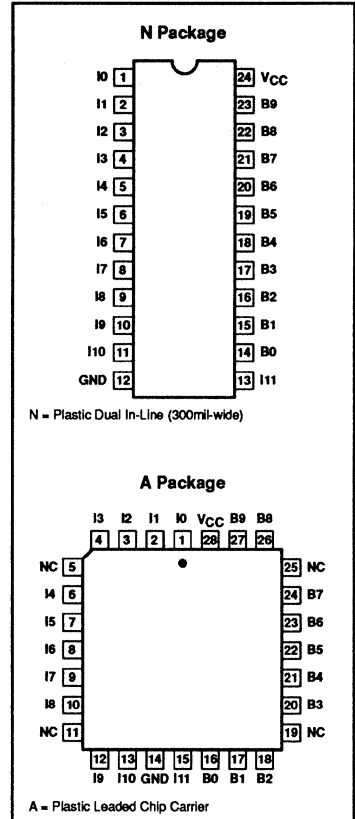 N Package
I0 1 24 VCC
I1 2 23 B9
I2 3 22 B8
I3 4 21 B7
I4 5 20 B6
I5 6 19 B5
I6 7 18 B4
I7 8 17 B3
I8 9 16 B2
I9 10 15 B1
I10 11 14 B0
GND 12 13 I11
N = Plastic Dual In-Line (300mil-wide)
A Package
I3 I2 I1 I0 VCC B9 B8
4 3 2 1 28 27 26
NC 5 25 NC
I4 6 24 B7
I5 7 23 B6
I6 8 22 B5
I7 9 21 B4
I8 10 20 B3
NC 11 19 NC
12 13 14 15 16 17 18
I9 I10 GND I11 B0 B1 B2
A = Plastic Leaded Chip Carrier